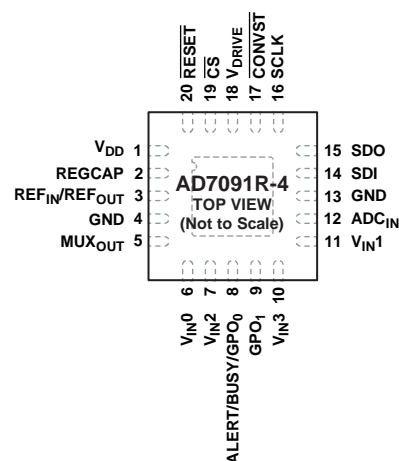 20 RESET
19 CS
18 VDRIVE
17 CONVST
16 SCLK
VDD 1
REGCAP 2
REFIN/REFOUT 3
GND 4
MUXOUT 5
AD7091R-4
TOP VIEW
(Not to Scale)
15 SDO
14 SDI
13 GND
12 ADCIN
11 VIN1
VIN0 6
VIN2 7
ALERT/BUSY/GPO0 8
GPO1 9
VIN3 10